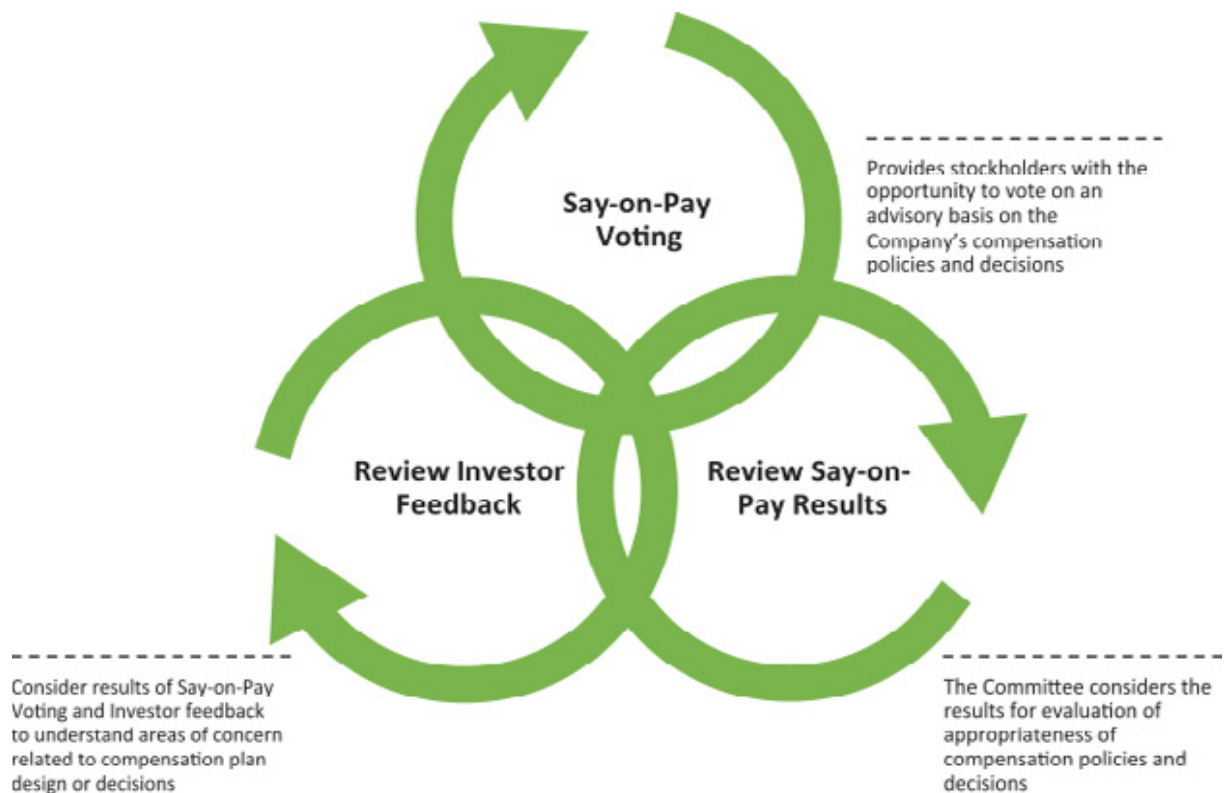 Say-on-Pay
Voting
Provides stockholders with the
opportunity to vote on an
advisory basis on the
Company's compensation
policies and decisions
Review Investor
Feedback
Review Say-on-
Pay Results
Consider results of Say-on-Pay
Voting and Investor feedback
to understand areas of concern
related to compensation plan
design or decisions
The Committee considers the
results for evaluation of
appropriateness of
compensation policies and
decisions